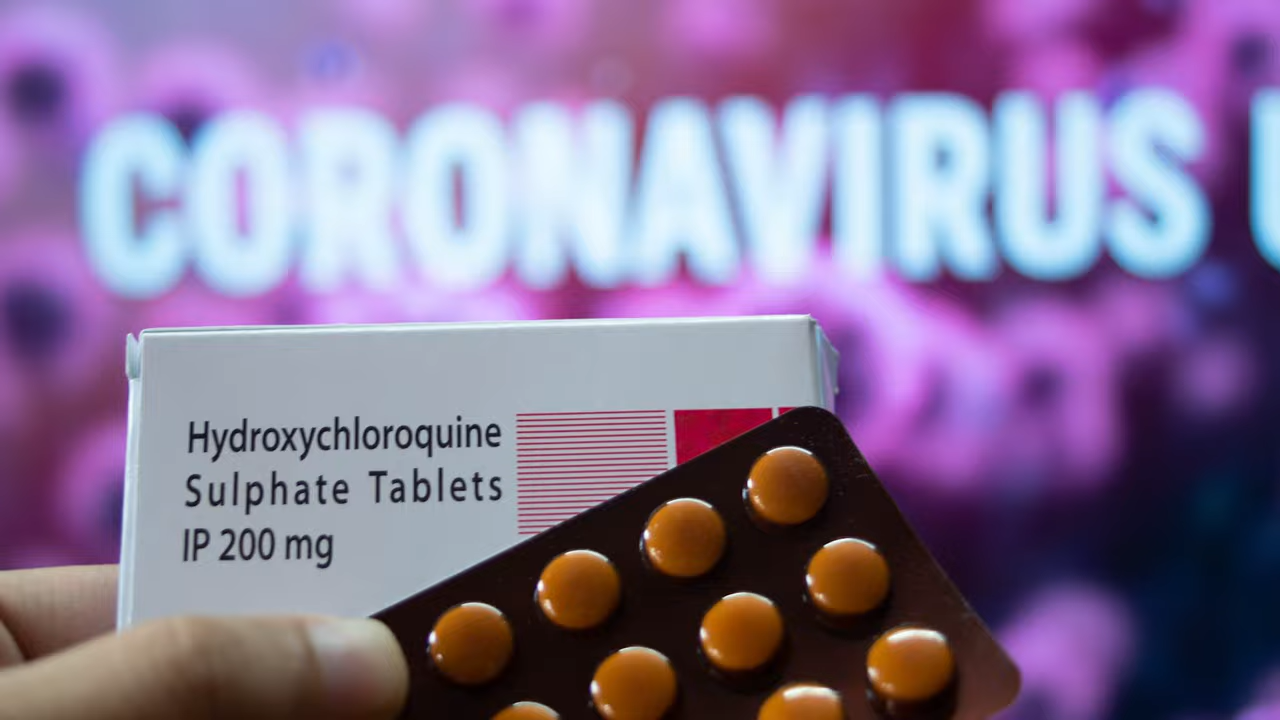 CORONAVIRUS U
Hydroxychloroquine
Sulphate Tablets
IP 200 mg